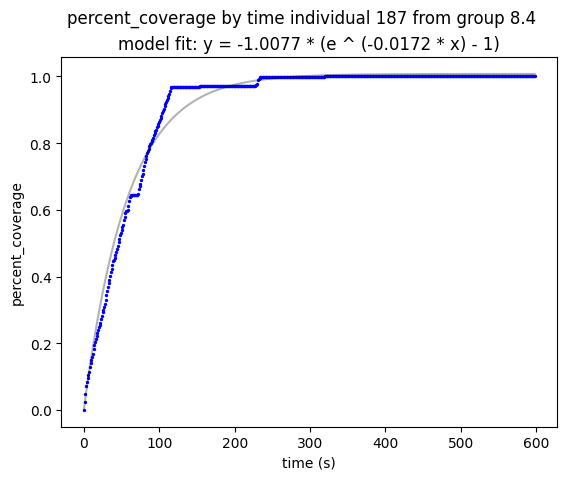 percent_coverage by time individual 187 from group 8.4
model fit: y = -1.0077 * (e ^ (-0.0172 * x) - 1)
1.0
0.8
0.6
0.4
0.2
0.0
percent_coverage
0 100 200 300 400 500 600
time (s)